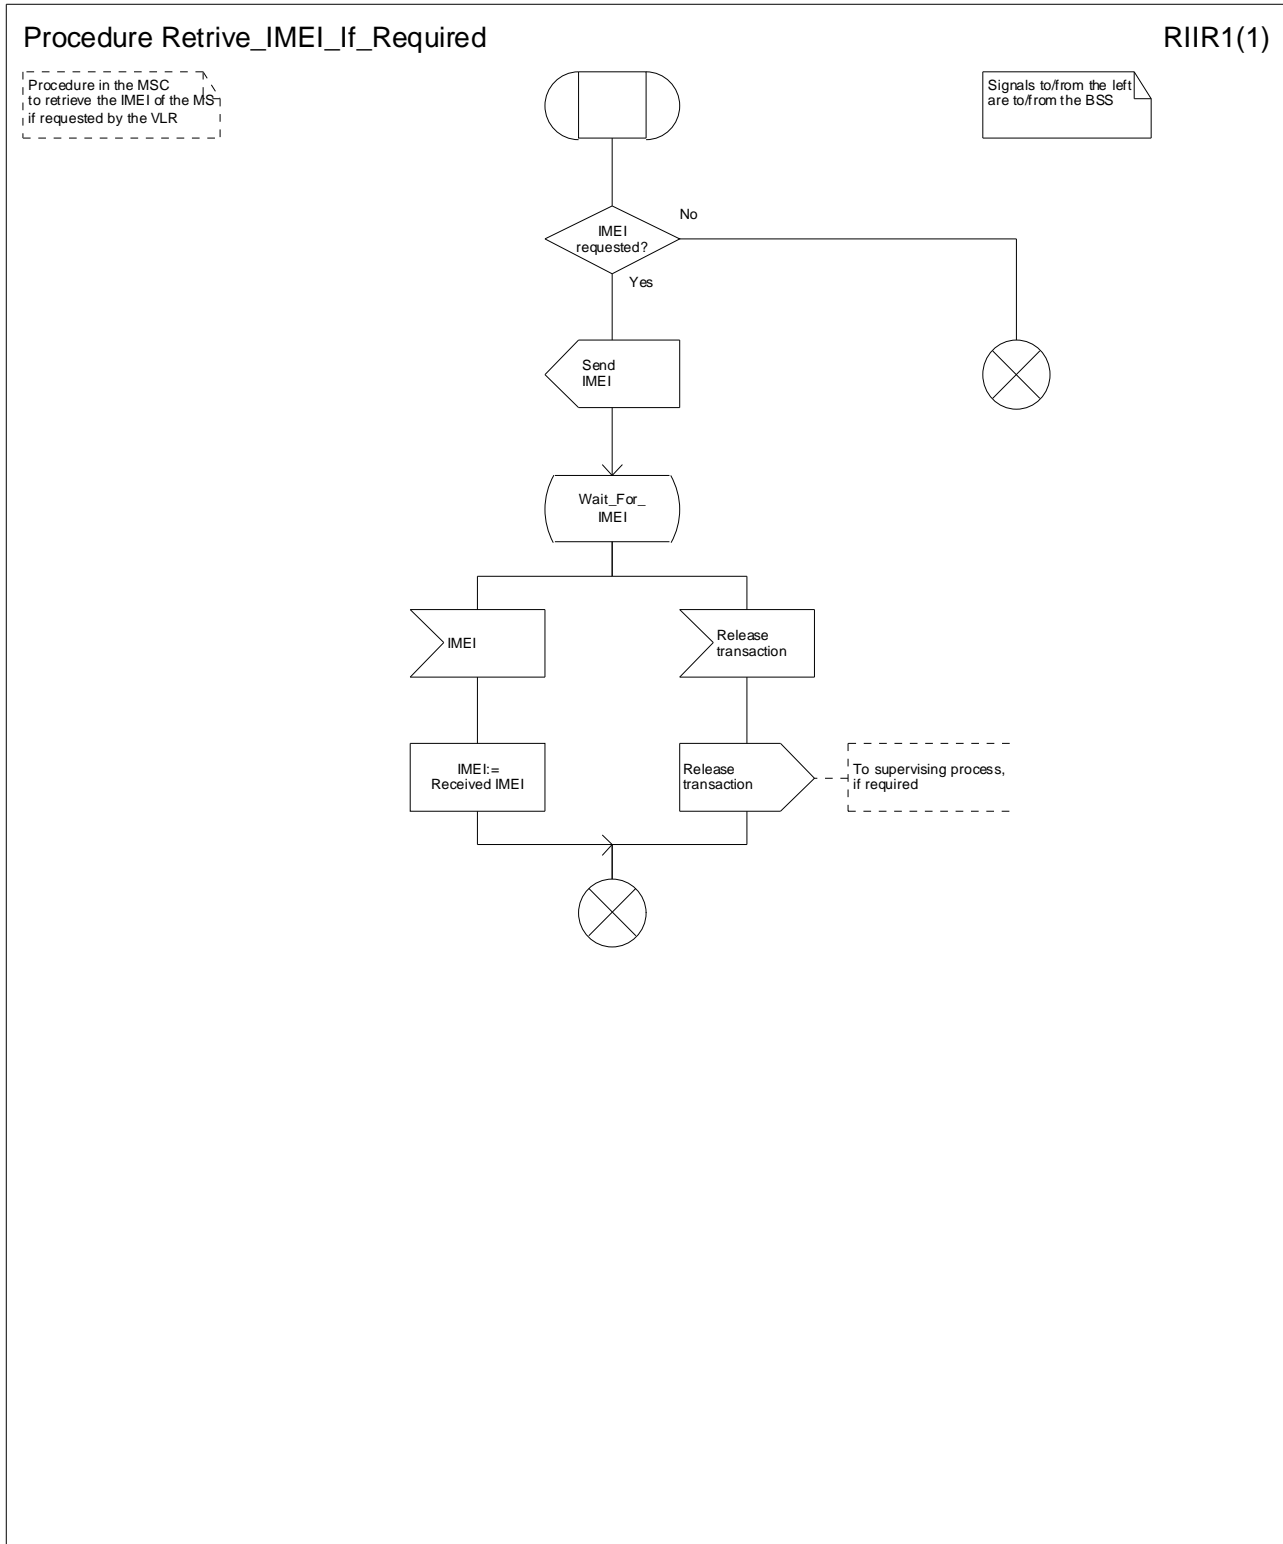 Procedure Retrive_IMEI_If_Required
RIIR1(1)
Procedure in the MSC
to retrieve the IMEI of the MS
if requested by the VLR
Signals to/from the left
are to/from the BSS
IMEI
requested?
No
Yes
Send
IMEI
Wait_For_
IMEI
IMEI
Release
transaction
IMEI:=
Received IMEI
Release
transaction
To supervising process,
if required